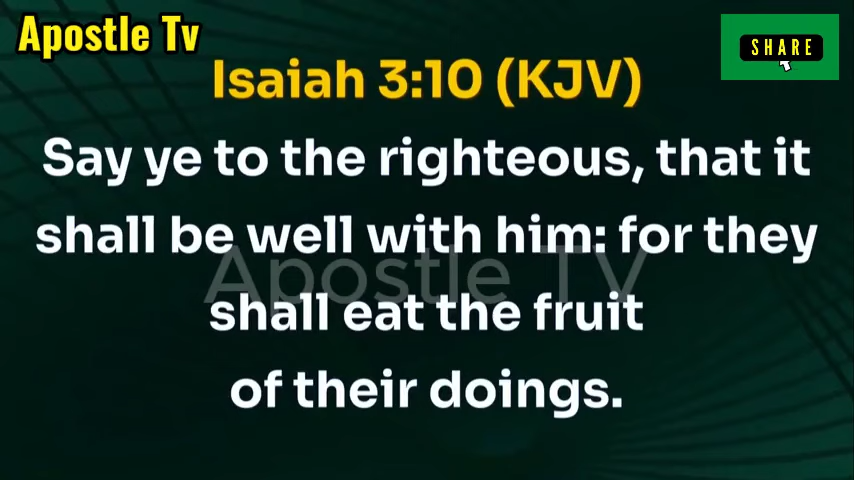 Apostle Tv
SHARE
Isaiah 3:10 (KJV)
Say ye to the righteous, that it
shall be well with him: for they
Apostle TV
shall eat the fruit
of their doings.